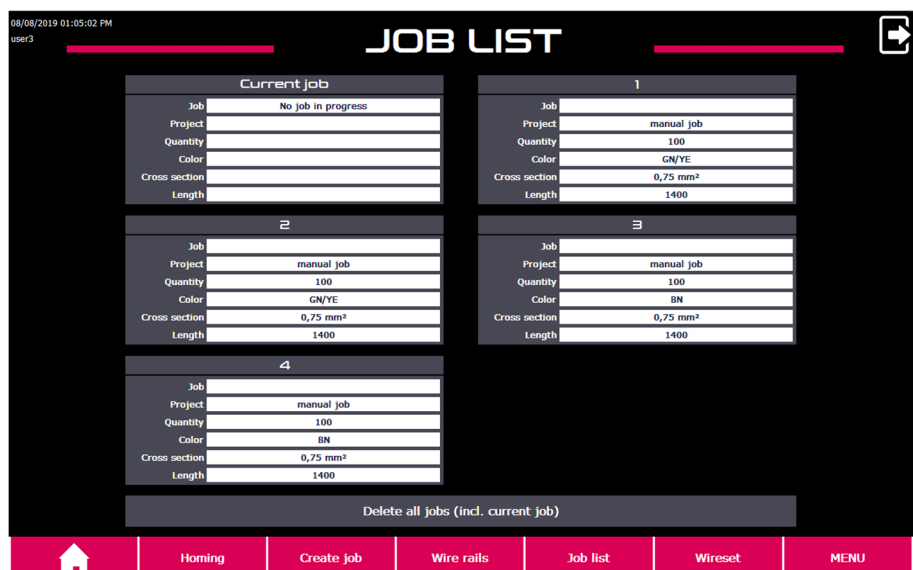 08/08/2019 01:05:02 PM
user3
JOB LIST
Current job
Job No job in progress
Project
Quantity
Color
Cross section
Length
1
Job
Project manual job
Quantity 100
Color GN/YE
Cross section 0,75 mm²
Length 1400
2
Job
Project manual job
Quantity 100
Color GN/YE
Cross section 0,75 mm²
Length 1400
3
Job
Project manual job
Quantity 100
Color BN
Cross section 0,75 mm²
Length 1400
4
Job
Project manual job
Quantity 100
Color BN
Cross section 0,75 mm²
Length 1400
Delete all jobs (incl. current job)
Homing Create job Wire rails Job list Wireset MENU